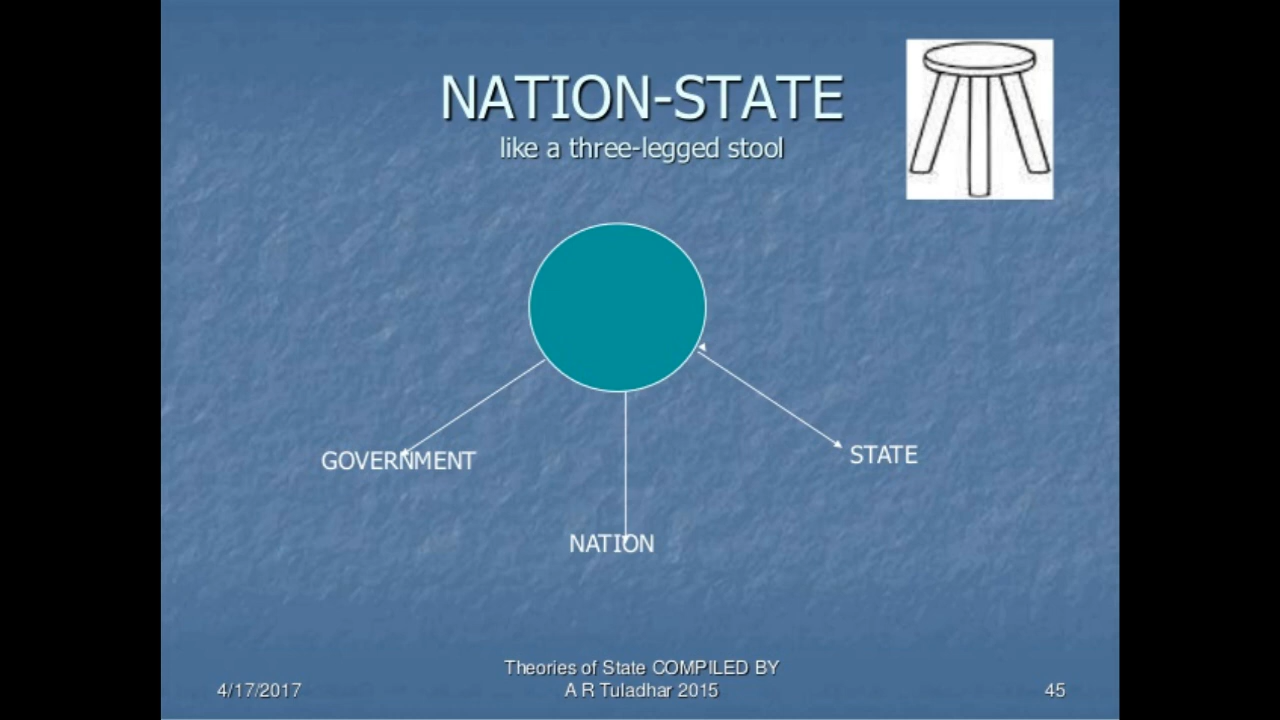 NATION-STATE
like a three-legged stool
GOVERNMENT
STATE
NATION
4/17/2017
Theories of State COMPILED BY
A R Tuladhar 2015
45